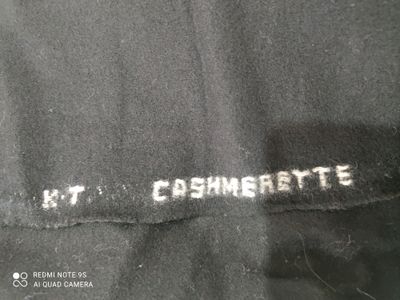 H·T CASHMERETTE
REDMI NOTE 9S
AI QUAD CAMERA